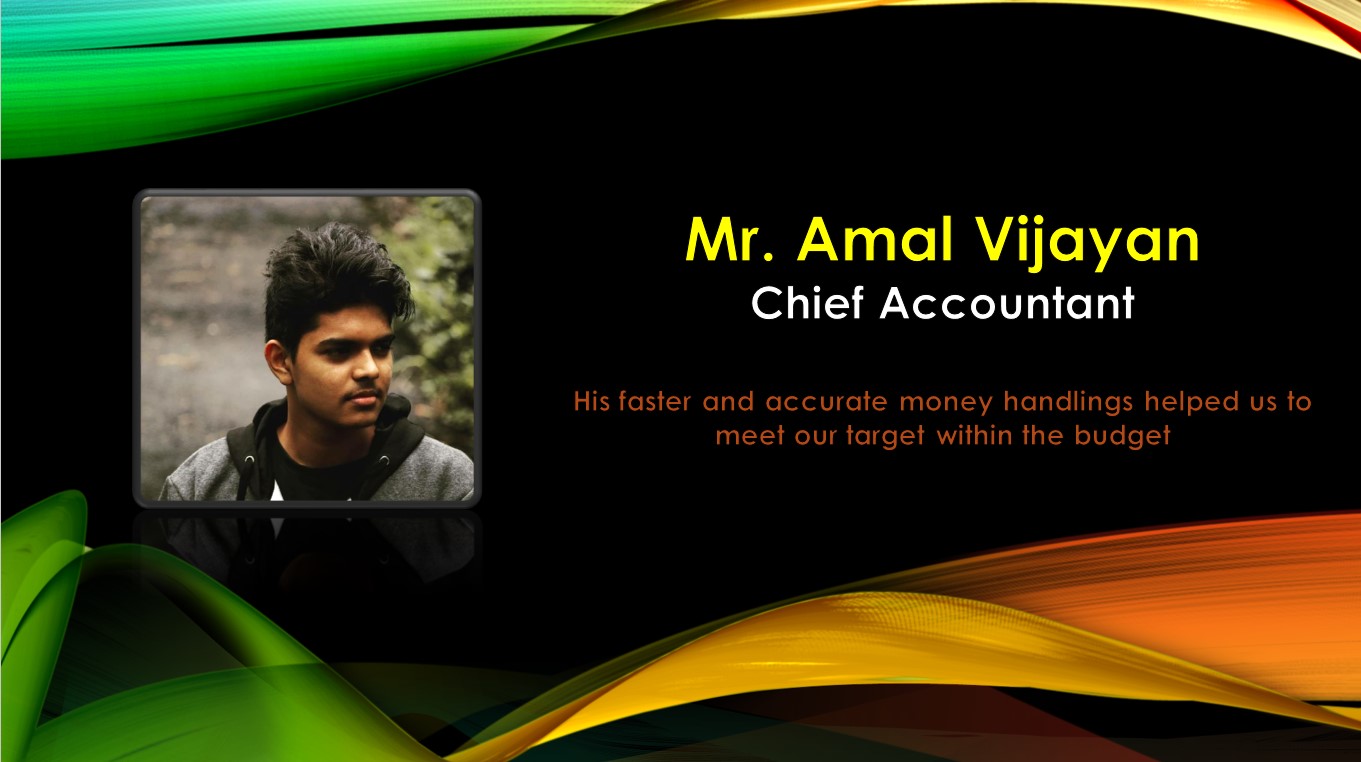 Mr. Amal Vijayan
Chief Accountant
His faster and accurate money handlings helped us to
meet our target within the budget